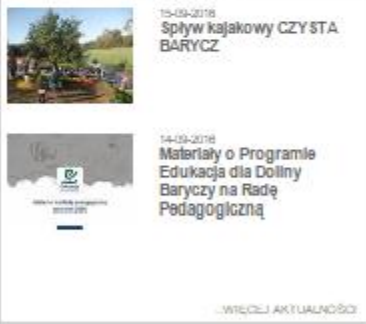 15-09-2016
Spływ kajakowy CZYSTA
BARYCZ
14-09-2016
Materiały o Programie
Edukacja dla Doliny
Baryczy na Radę
Pedagogiczną
...WIĘCEJ AKTUALNOŚCI